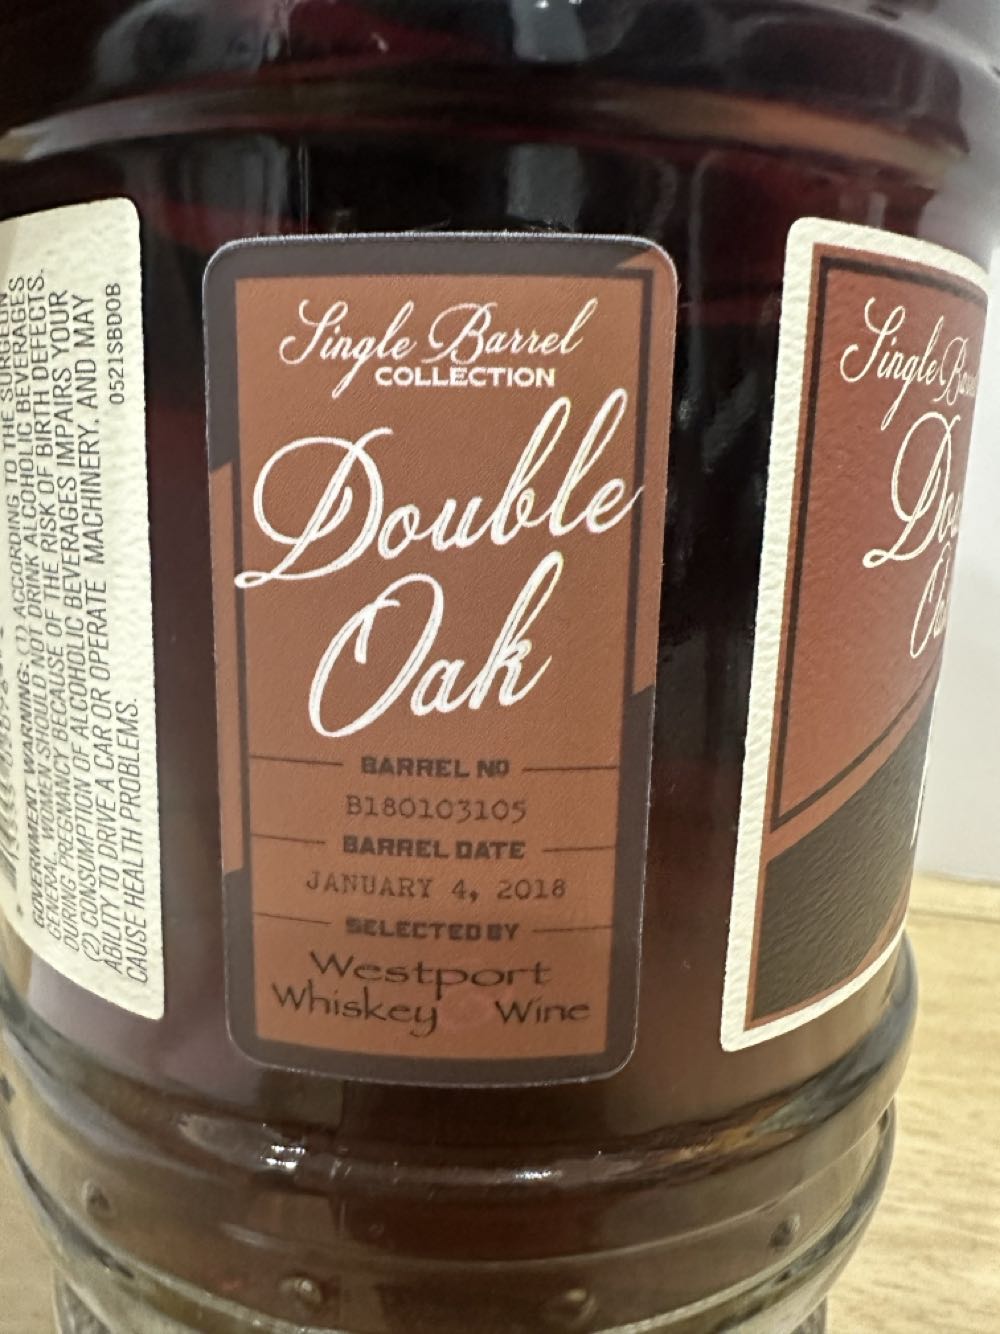 GOVERNMENT WARNING: (1) ACCORDING TO THE SURGEON
GENERAL, WOMEN SHOULD NOT DRINK ALCOHOLIC BEVERAGES
DURING PREGNANCY BECAUSE OF THE RISK OF BIRTH DEFECTS.
(2) CONSUMPTION OF ALCOHOLIC BEVERAGES IMPAIRS YOUR
ABILITY TO DRIVE A CAR OR OPERATE MACHINERY, AND MAY
CAUSE HEALTH PROBLEMS.
0521SBDOB
Single Barrel
COLLECTION
Double
Oak
BARREL NO
B180103105
BARREL DATE
JANUARY 4, 2018
SELECTED BY
Westport
Whiskey Wine
Single